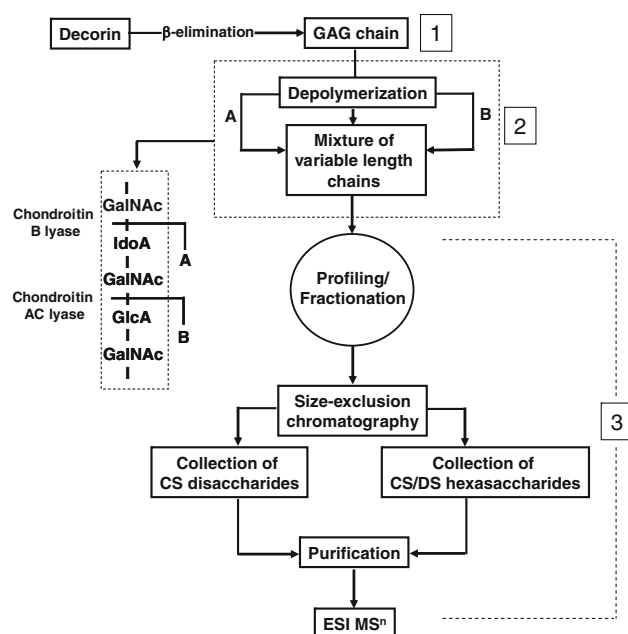 Decorin
β-elimination
GAG chain
1
Depolymerization
A
B
2
Mixture of
variable length
chains
GalNAc
Chondroitin
B lyase
IdoA
A
GalNAc
Chondroitin
AC lyase
GlcA
B
GalNAc
Profiling/
Fractionation
Size-exclusion
chromatography
3
Collection of
CS disaccharides
Collection of
CS/DS hexasaccharides
Purification
ESI MSⁿ